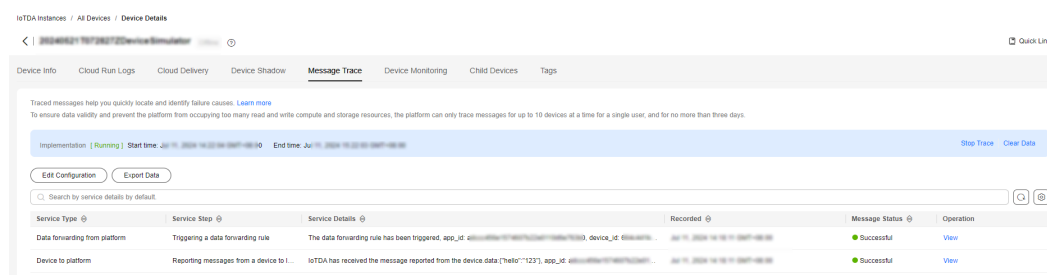 IoTDA Instances / All Devices / Device Details
Quick Lin
Device Info Cloud Run Logs Cloud Delivery Device Shadow Message Trace Device Monitoring Child Devices Tags
Traced messages help you quickly locate and identify failure causes. Learn more
To ensure data validity and prevent the platform from occupying too many read and write compute and storage resources, the platform can only trace messages for up to 10 devices at a time for a single user, and for no more than three days.
Implementation [ Running ] Start time: End time: Stop Trace Clear Data
Edit Configuration Export Data
Search by service details by default.
Service Type Service Step Service Details Recorded Message Status Operation
Data forwarding from platform Triggering a data forwarding rule The data forwarding rule has been triggered, app_id: device_id: Successful View
Device to platform Reporting messages from a device to I... IoTDA has received the message reported from the device.data:{"hello":"123"}, app_id: Successful View